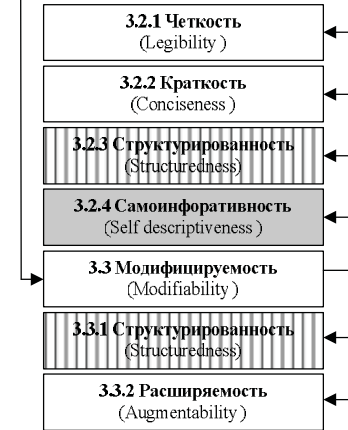 3.2.1 Четкость
(Legibility )
3.2.2 Краткость
(Conciseness )
3.2.3 Структурированность
(Structuredness)
3.2.4 Самоинфоративность
(Self descriptiveness )
3.3 Модифицируемость
(Modifiability )
3.3.1 Структурированность
(Structuredness)
3.3.2 Расширяемость
(Augmentability )